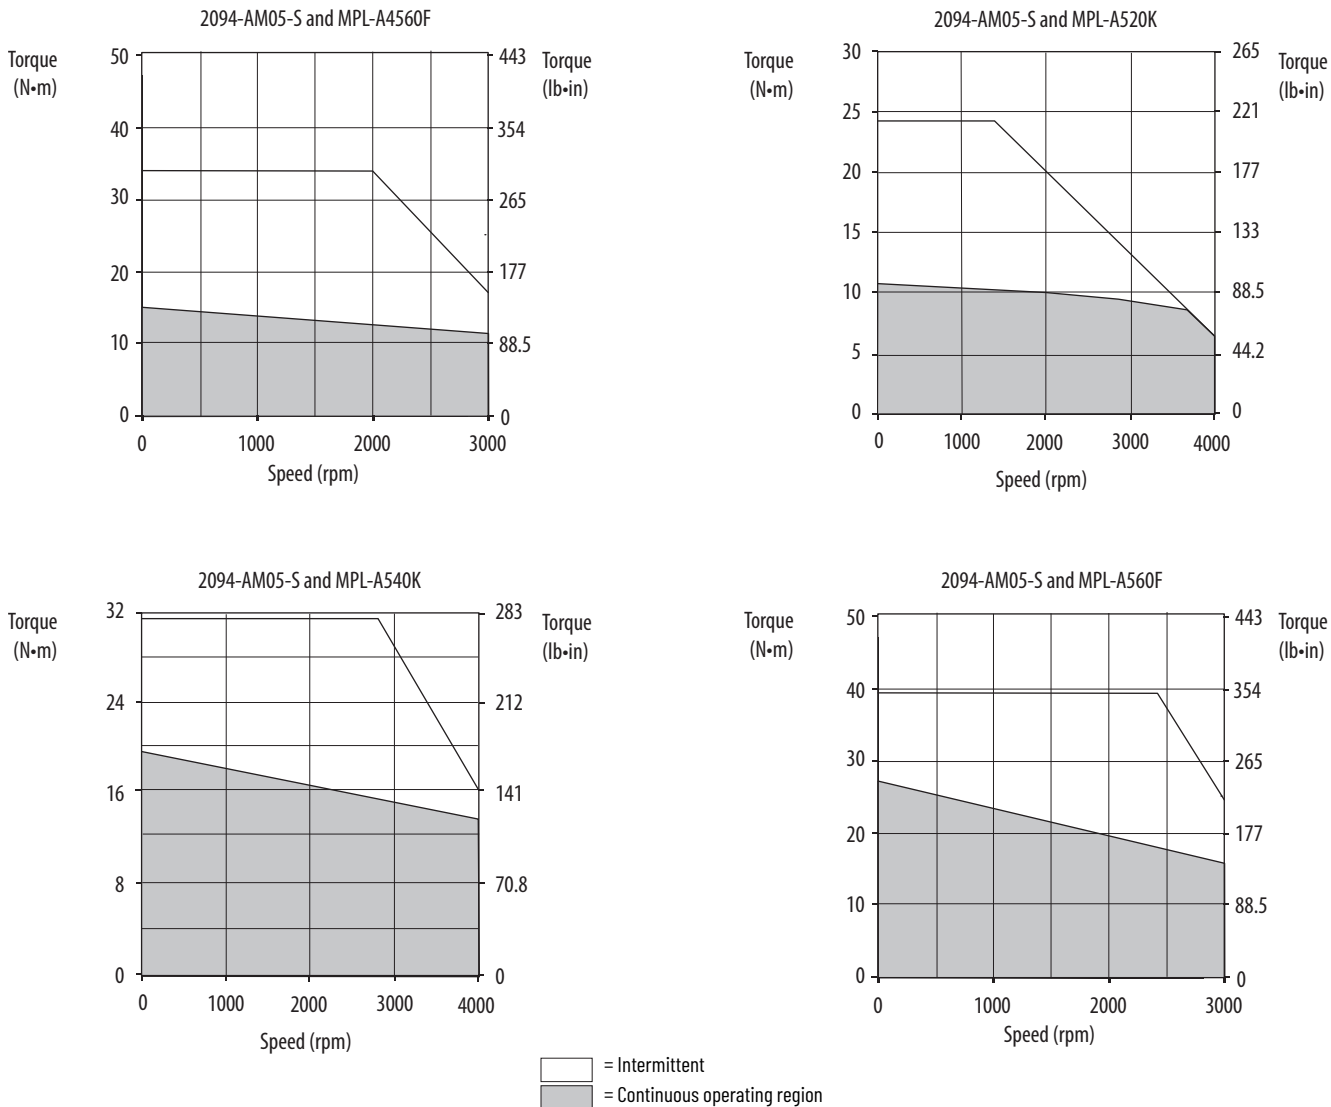 2094-AM05-S and MPL-A4560F
Torque
(N•m)
50
40
30
20
10
0
443
354
265
177
88.5
0
Torque
(lb•in)
0 1000 2000 3000
Speed (rpm)
2094-AM05-S and MPL-A520K
Torque
(N•m)
30
25
20
15
10
5
0
265
221
177
133
88.5
44.2
0
Torque
(lb•in)
0 1000 2000 3000 4000
Speed (rpm)
2094-AM05-S and MPL-A540K
Torque
(N•m)
32
24
16
8
0
283
212
141
70.8
0
Torque
(lb•in)
0 1000 2000 3000 4000
Speed (rpm)
2094-AM05-S and MPL-A560F
Torque
(N•m)
50
40
30
20
10
0
443
354
265
177
88.5
0
Torque
(lb•in)
0 1000 2000 3000
Speed (rpm)
= Intermittent
= Continuous operating region